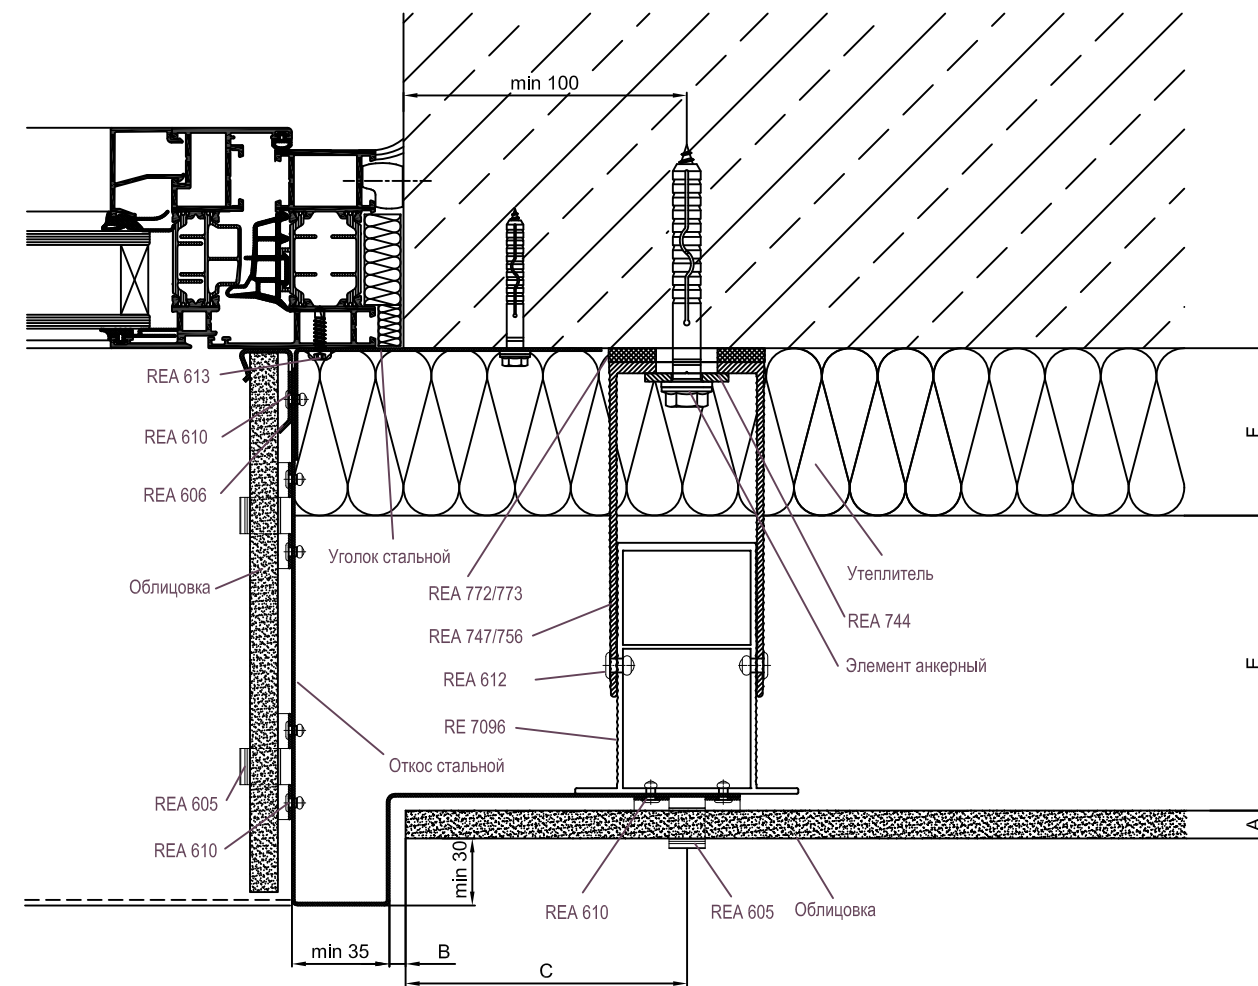 min 100
REA 613
REA 610
REA 606
Уголок стальной
Облицовка
REA 772/773
Утеплитель
REA 744
REA 747/756
Элемент анкерный
REA 612
RE 7096
Откос стальной
REA 605
REA 610
min 30
REA 610
REA 605
Облицовка
min 35
B
C
A